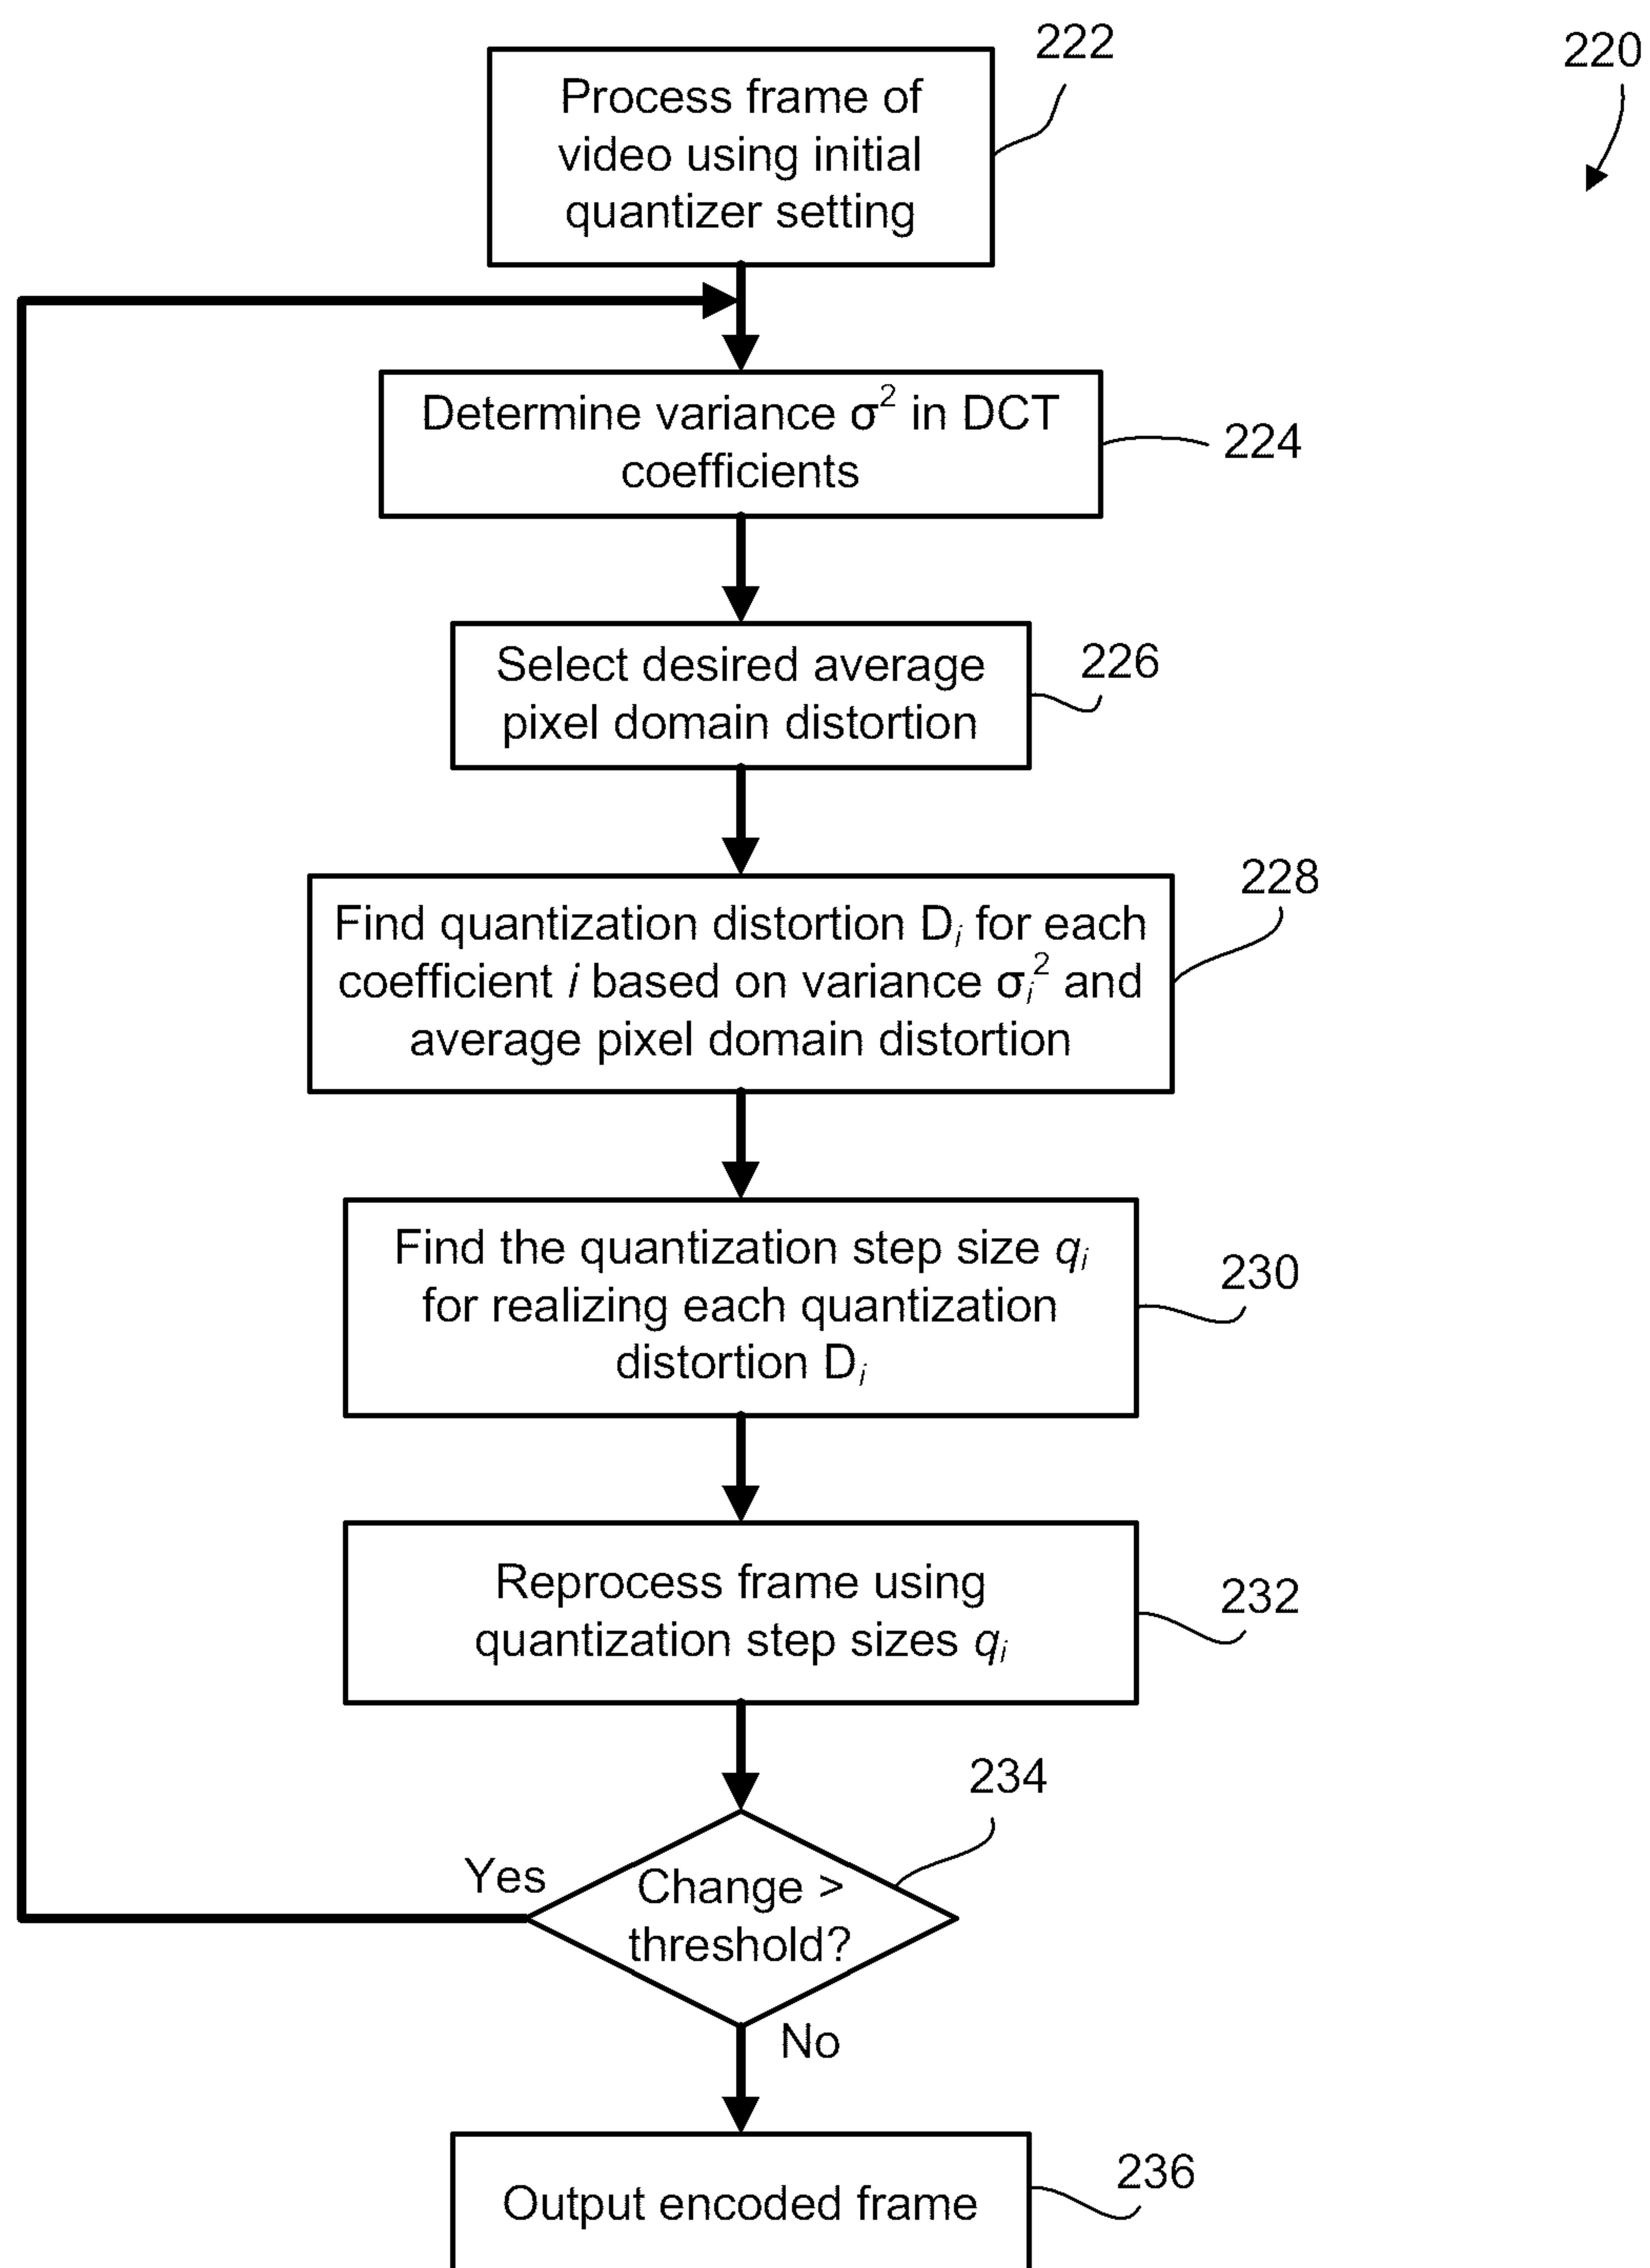 222
220
Process frame of
video using initial
quantizer setting
Determine variance σ² in DCT
coefficients
224
Select desired average
pixel domain distortion
226
228
Find quantization distortion Dᵢ for each
coefficient i based on variance σᵢ² and
average pixel domain distortion
Find the quantization step size qᵢ
for realizing each quantization
distortion Dᵢ
230
Reprocess frame using
quantization step sizes qᵢ
232
234
Yes
Change >
threshold?
No
Output encoded frame
236